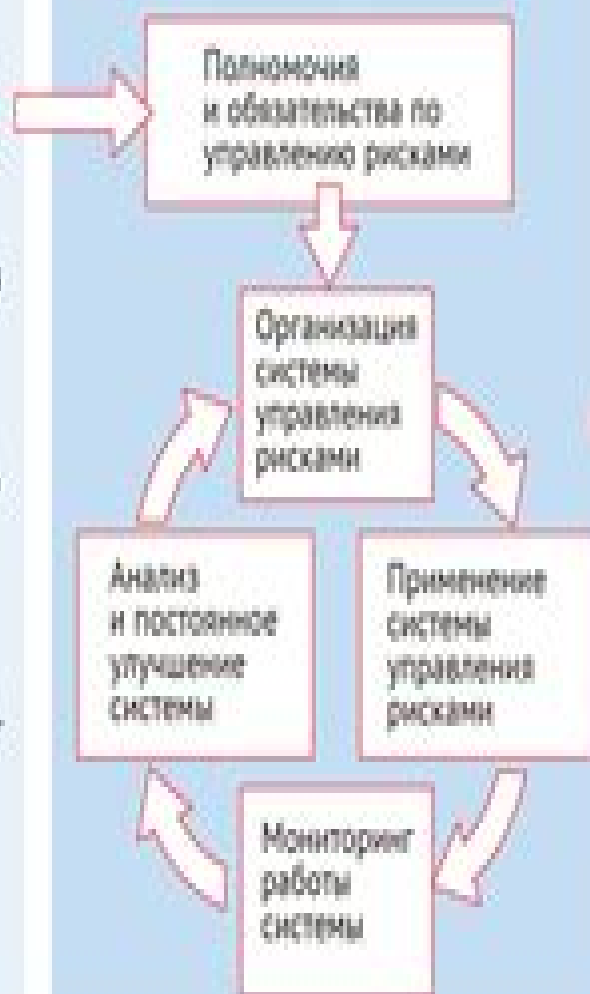 Полномочия
и обязательства по
управлению рисками
Организация
системы
управления
рисками
Анализ
и постоянное
улучшение
системы
Применение
системы
управления
рисками
Мониторинг
работы
системы